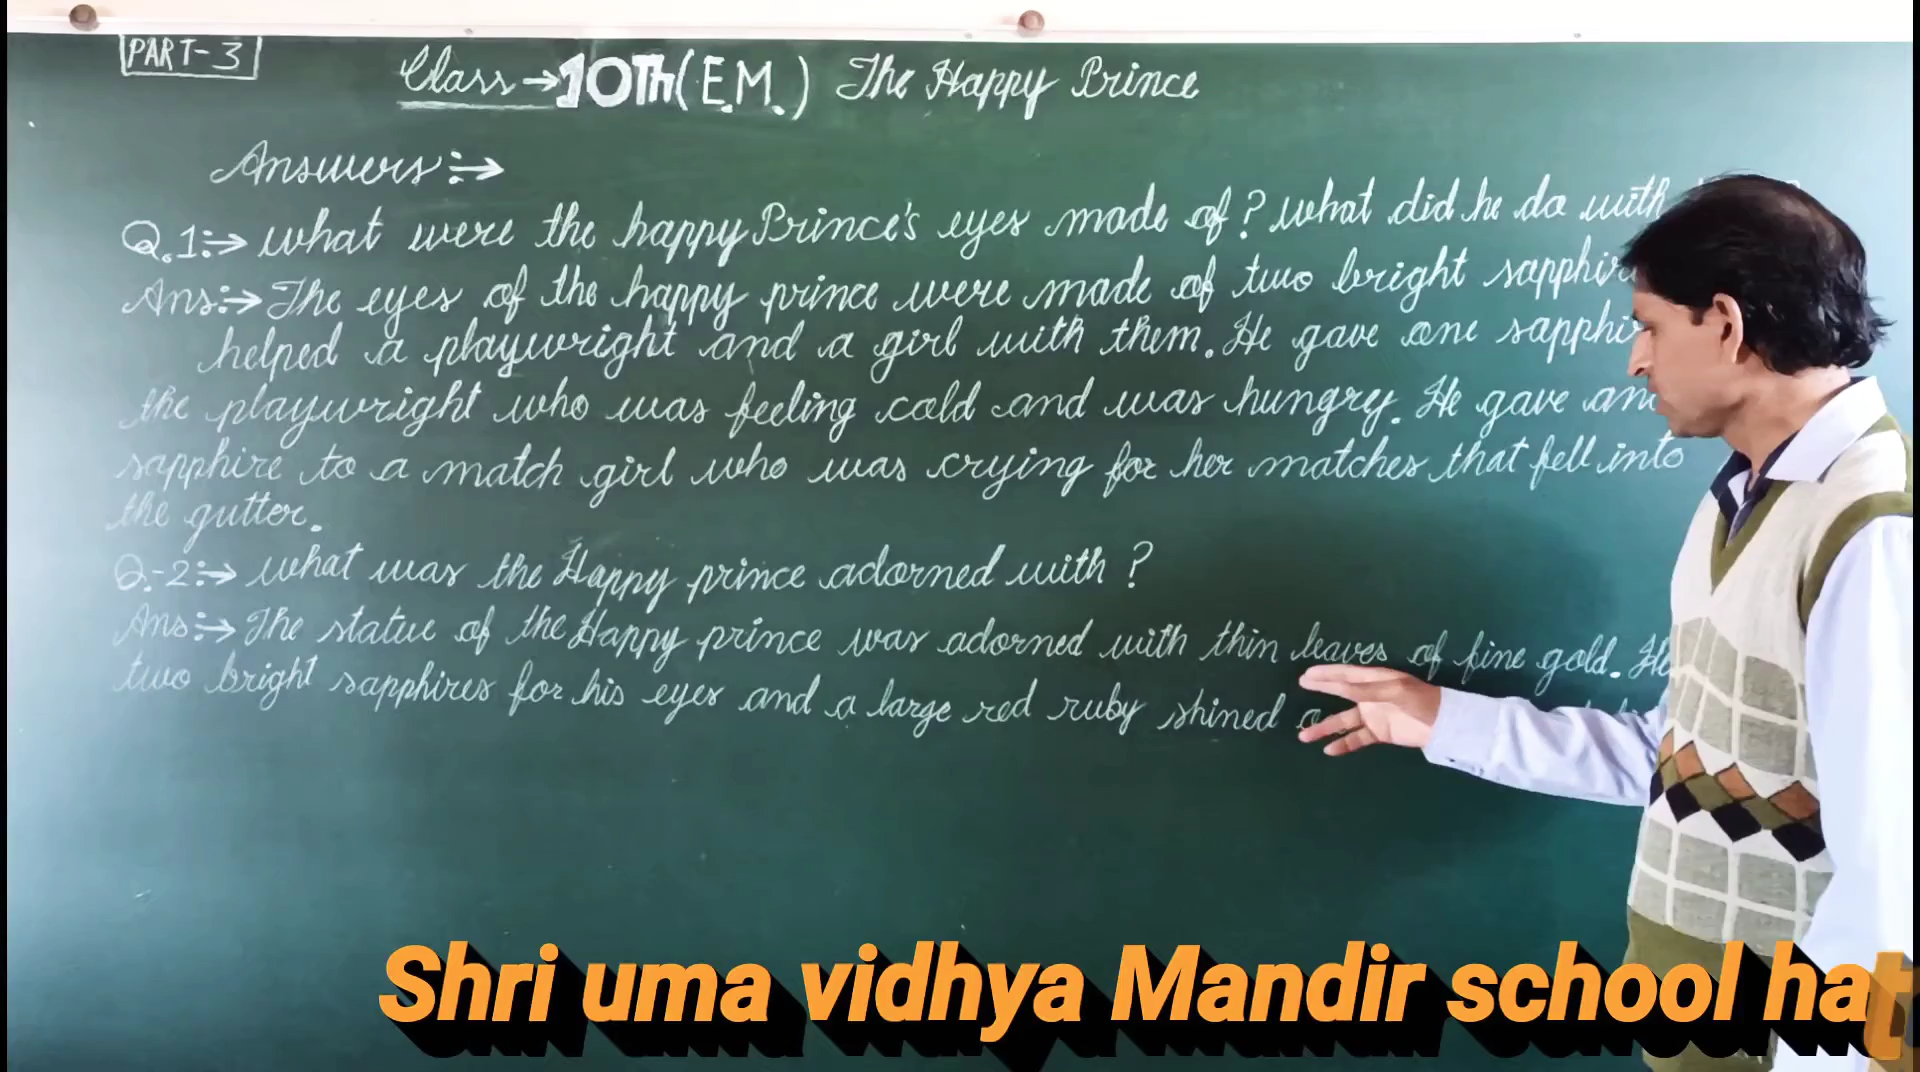 PART-3
Class → 10Th (E.M.) The Happy Prince
Answers :→
Q.1:→ what were the happy Prince's eyes made of? what did he do with
Ans:→ The eyes of the happy prince were made of two bright
helped a playwright and a girl with them. He gave one
the playwright who was feeling cold and was hungry. He gave
sapphire to a match girl who was crying for her matches that fell into
the gutter.
Q.-2:→ what was the Happy prince adorned with?
Ans:→ The statue of the Happy prince was adorned with thin leaves of fine gold. He
two bright sapphires for his eyes and a large red ruby shined
Shri uma vidhya Mandir school hat